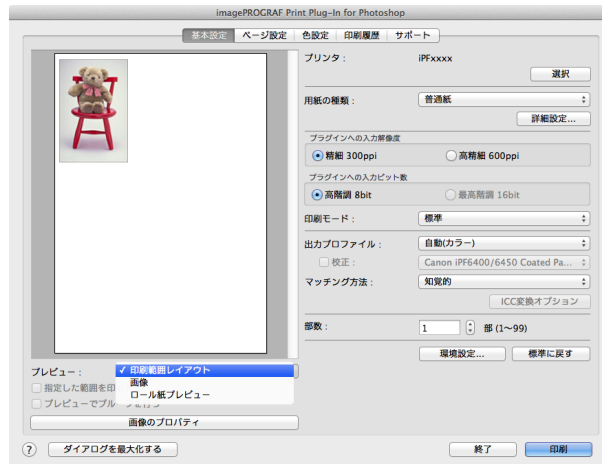 imagePROGRAF Print Plug-In for Photoshop
基本設定 ページ設定 色設定 印刷履歴 サポート
プリンタ： iPFxxxx
選択
用紙の種類： 普通紙
詳細設定...
プラグインへの入力解像度
精細 300ppi 高精細 600ppi
プラグインへの入力ビット数
高階調 8bit 最高階調 16bit
印刷モード： 標準
出力プロファイル： 自動(カラー)
校正： Canon iPF6400/6450 Coated Pa...
マッチング方法： 知覚的
ICC変換オプション
部数： 1 部 (1〜99)
環境設定... 標準に戻す
プレビュー： ✓ 印刷範囲レイアウト
画像
ロール紙プレビュー
指定した範囲を印
プレビューでプル
画像のプロパティ
? ダイアログを最大化する 終了 印刷